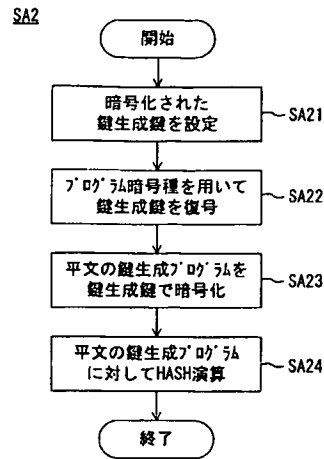 SA2
開始
暗号化された
鍵生成鍵を設定
SA21
ﾌﾟﾛｸﾞﾗﾑ暗号種を用いて
鍵生成鍵を復号
SA22
平文の鍵生成ﾌﾟﾛｸﾞﾗﾑを
鍵生成鍵で暗号化
SA23
平文の鍵生成ﾌﾟﾛｸﾞﾗﾑ
に対してHASH演算
SA24
終了